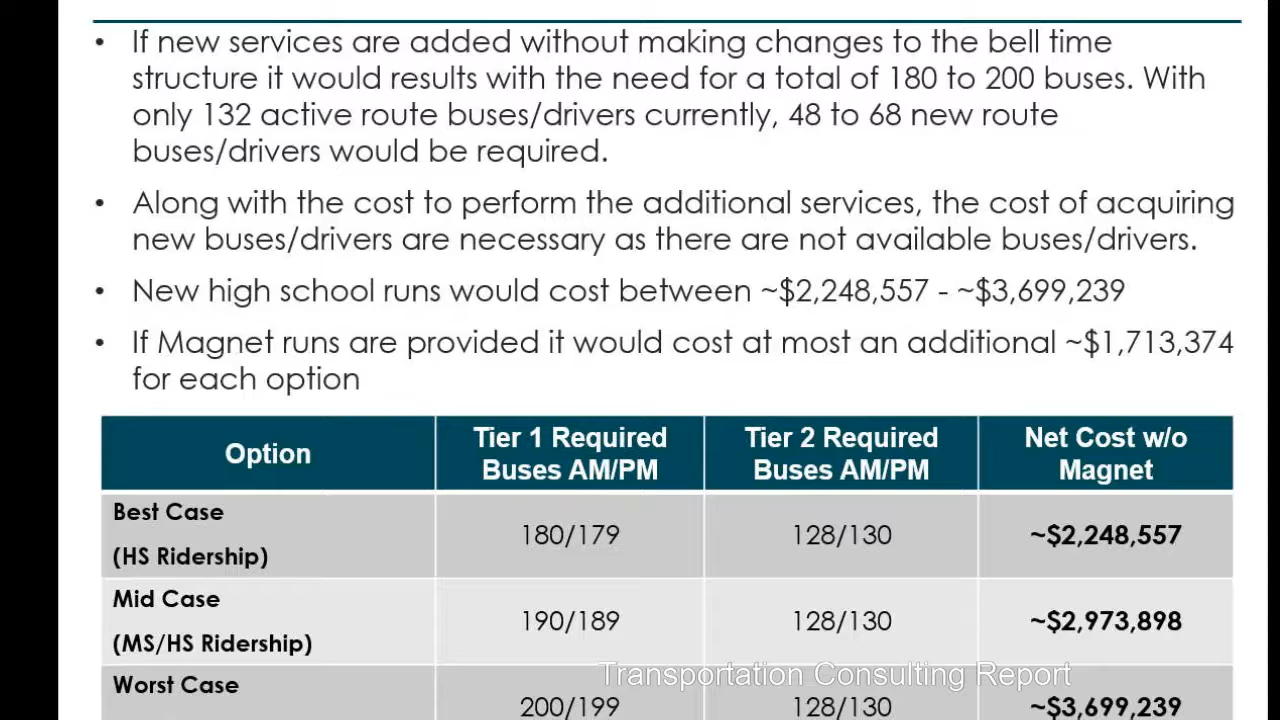 • If new services are added without making changes to the bell time
structure it would results with the need for a total of 180 to 200 buses. With
only 132 active route buses/drivers currently, 48 to 68 new route
buses/drivers would be required.
• Along with the cost to perform the additional services, the cost of acquiring
new buses/drivers are necessary as there are not available buses/drivers.
• New high school runs would cost between ~$2,248,557 - ~$3,699,239
• If Magnet runs are provided it would cost at most an additional ~$1,713,374
for each option
Option
Tier 1 Required
Buses AM/PM
Tier 2 Required
Buses AM/PM
Net Cost w/o
Magnet
Best Case
(HS Ridership)
180/179
128/130
~$2,248,557
Mid Case
(MS/HS Ridership)
190/189
128/130
~$2,973,898
Worst Case
200/199
128/130
~$3,699,239
Transportation Consulting Report